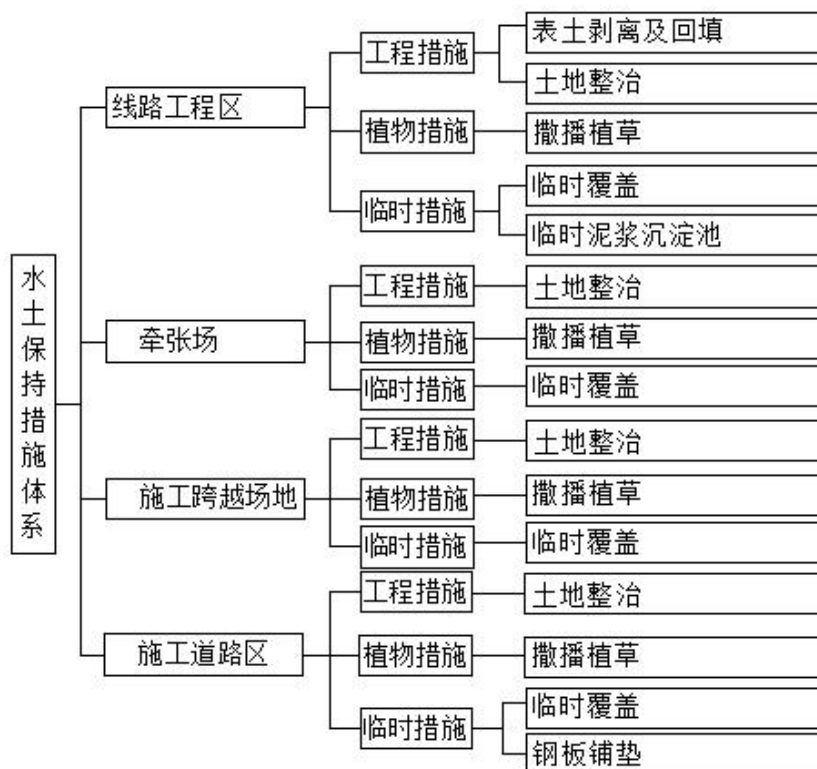 水土保持措施体系
线路工程区
工程措施
表土剥离及回填
土地整治
植物措施
撒播植草
临时措施
临时覆盖
临时泥浆沉淀池
牵张场
工程措施
土地整治
植物措施
撒播植草
临时措施
临时覆盖
施工跨越场地
工程措施
土地整治
植物措施
撒播植草
临时措施
临时覆盖
施工道路区
工程措施
土地整治
植物措施
撒播植草
临时措施
临时覆盖
钢板铺垫